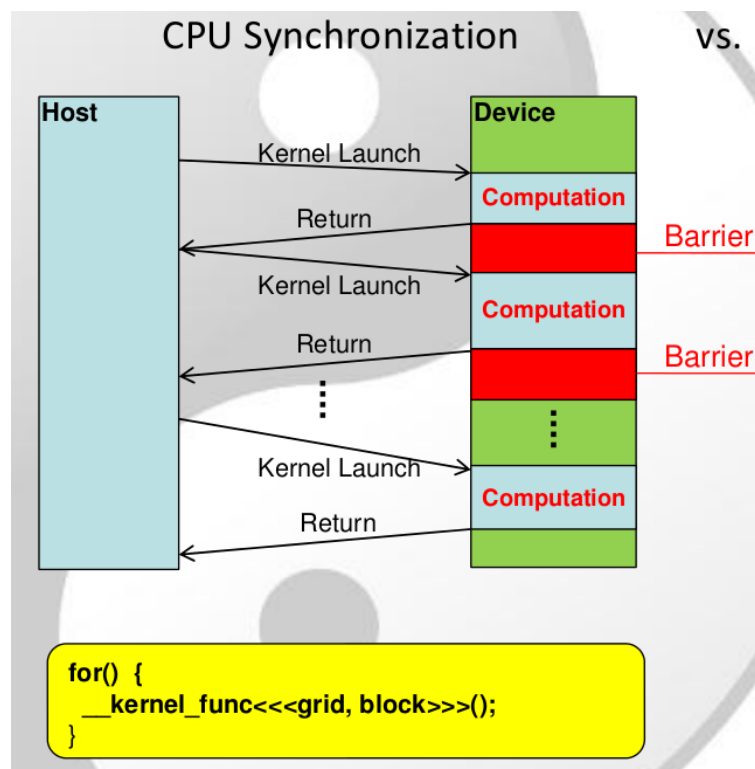 CPU Synchronization vs.
Host
Device
Kernel Launch
Computation
Return
Barrier
Kernel Launch
Computation
Return
Barrier
Kernel Launch
Computation
Return
for() {
__kernel_func<<<grid, block>>>();
}